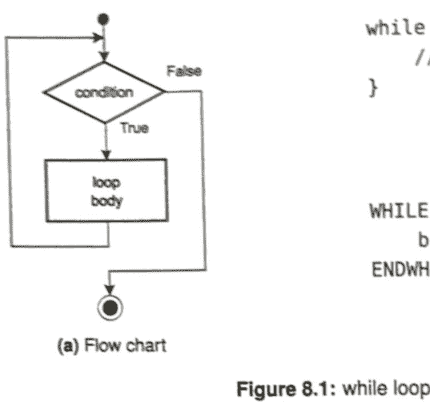 False
condition
True
loop
body
(a) Flow chart
while
//
}
WHILE
b
ENDWH
Figure 8.1: while loop